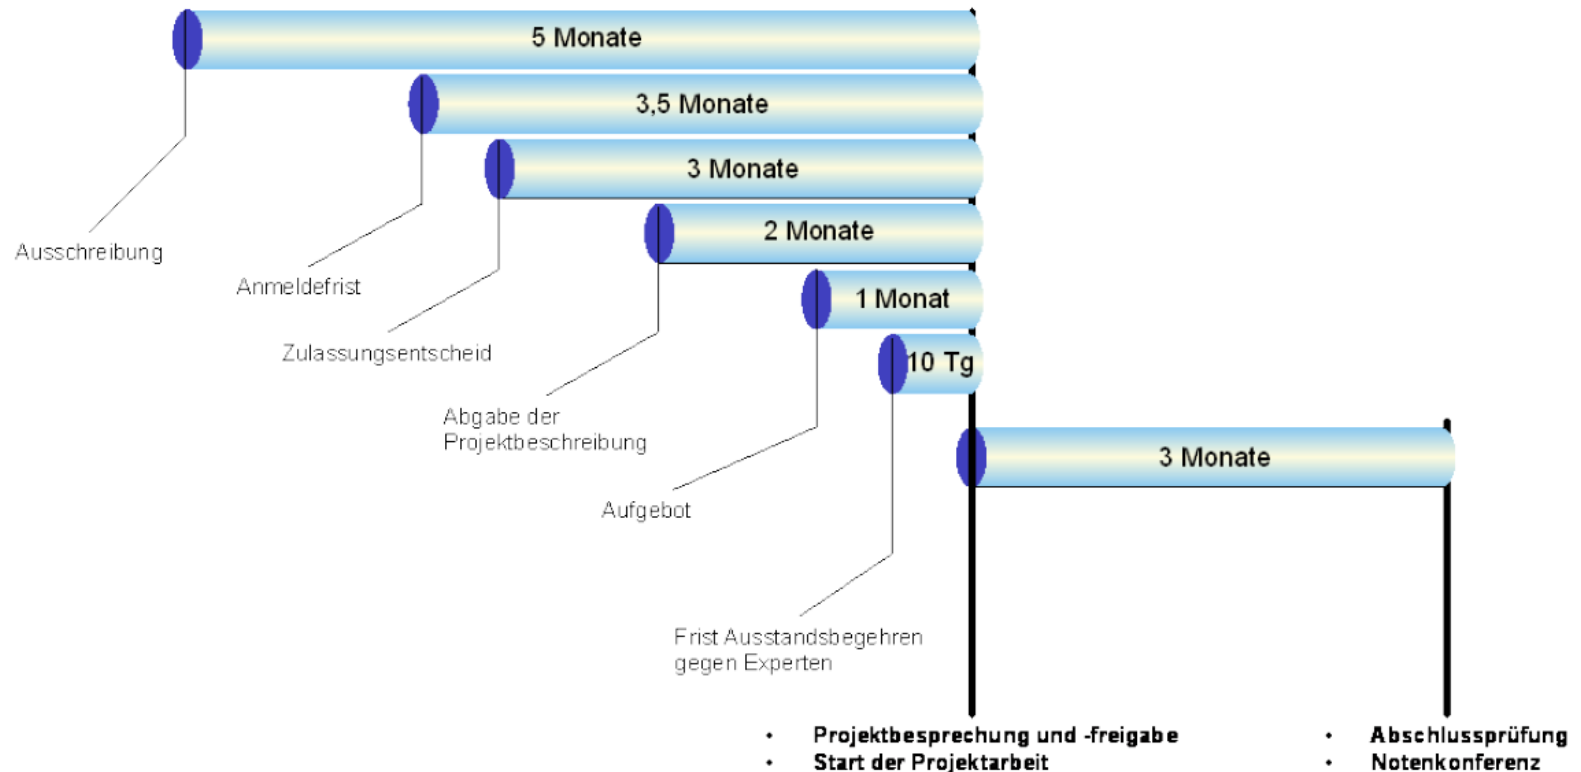 5 Monate
3,5 Monate
3 Monate
2 Monate
Ausschreibung
Anmeldefrist
1 Monat
Zulassungsentscheid
10 Tg
Abgabe der
Projektbeschreibung
3 Monate
Aufgebot
Frist Ausstandsbegehren
gegen Experten
• Projektbesprechung und -freigabe
• Start der Projektarbeit
• Abschlussprüfung
• Notenkonferenz